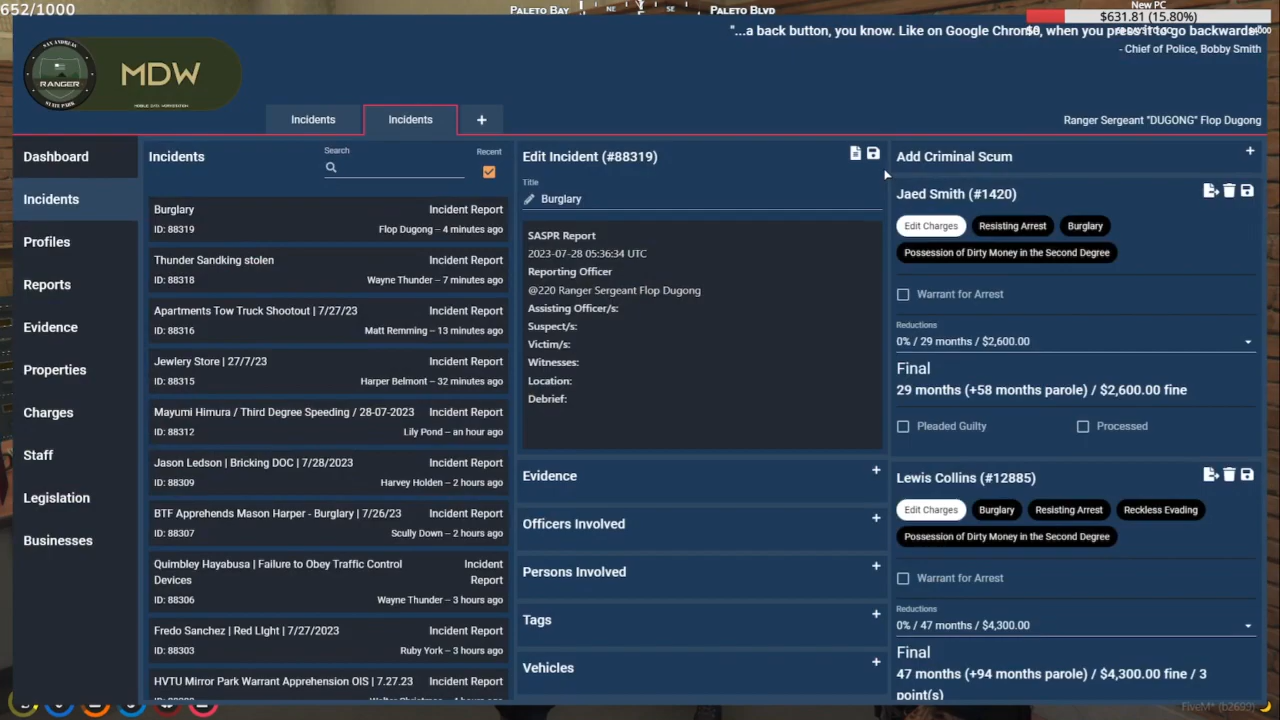 652/1000
PALETO BAY
NE
SE
PALETO BLVD
New PC
$631.81 (15.80%)
"...a back button, you know. Like on Google Chrome, when you press it to go backwards."
- Chief of Police, Bobby Smith
SAN ANDREAS
RANGER
STATE PARK
MDW
Incidents
Incidents
+
Ranger Sergeant "DUGONG" Flop Dugong
Dashboard
Incidents
Profiles
Reports
Evidence
Properties
Charges
Staff
Legislation
Businesses
Incidents
Search
Recent
Burglary Incident Report
ID: 88319 Flop Dugong – 4 minutes ago
Thunder Sandking stolen Incident Report
ID: 88318 Wayne Thunder – 7 minutes ago
Apartments Tow Truck Shootout | 7/27/23 Incident Report
ID: 88316 Matt Remming – 13 minutes ago
Jewlery Store | 27/7/23 Incident Report
ID: 88315 Harper Belmont – 32 minutes ago
Mayumi Himura / Third Degree Speeding / 28-07-2023 Incident Report
ID: 88312 Lily Pond – an hour ago
Jason Ledson | Bricking DOC | 7/28/2023 Incident Report
ID: 88309 Harvey Holden – 2 hours ago
BTF Apprehends Mason Harper - Burglary | 7/26/23 Incident Report
ID: 88307 Scully Down – 2 hours ago
Quimbley Hayabusa | Failure to Obey Traffic Control Incident
Devices Report
ID: 88306 Wayne Thunder – 3 hours ago
Fredo Sanchez | Red LIght | 7/27/2023 Incident Report
ID: 88303 Ruby York – 3 hours ago
HVTU Mirror Park Warrant Apprehension OIS | 7.27.23 Incident Report
Edit Incident (#88319)
Title
Burglary
SASPR Report
2023-07-28 05:36:34 UTC
Reporting Officer
@220 Ranger Sergeant Flop Dugong
Assisting Officer/s:
Suspect/s:
Victim/s:
Witnesses:
Location:
Debrief:
Evidence +
Officers Involved +
Persons Involved +
Tags +
Vehicles +
Add Criminal Scum +
Jaed Smith (#1420)
Edit Charges Resisting Arrest Burglary
Possession of Dirty Money in the Second Degree
Warrant for Arrest
Reductions
0% / 29 months / $2,600.00
Final
29 months (+58 months parole) / $2,600.00 fine
Pleaded Guilty Processed
Lewis Collins (#12885)
Edit Charges Burglary Resisting Arrest Reckless Evading
Possession of Dirty Money in the Second Degree
Warrant for Arrest
Reductions
0% / 47 months / $4,300.00
Final
47 months (+94 months parole) / $4,300.00 fine / 3
point(s)
FiveM* (b2699)